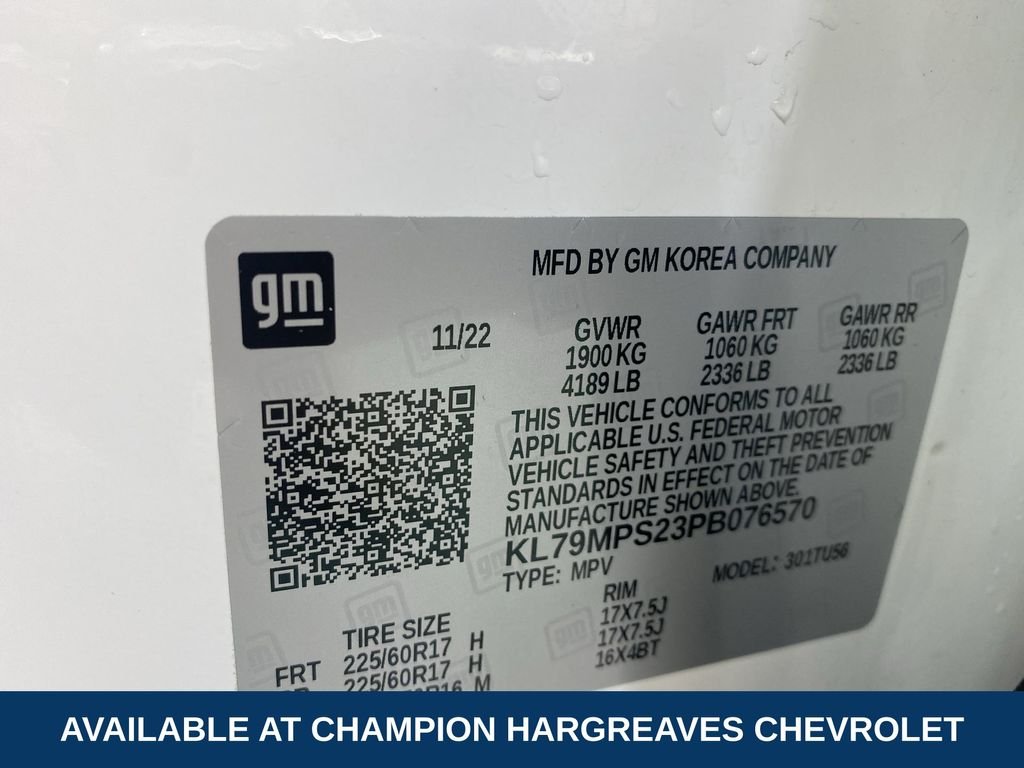 gm
MFD BY GM KOREA COMPANY
11/22
GVWR
1900 KG
4189 LB
GAWR FRT
1060 KG
2336 LB
GAWR RR
1060 KG
2336 LB
THIS VEHICLE CONFORMS TO ALL
APPLICABLE U.S. FEDERAL MOTOR
VEHICLE SAFETY AND THEFT PREVENTION
STANDARDS IN EFFECT ON THE DATE OF
MANUFACTURE SHOWN ABOVE.
KL79MPS23PB076570
TYPE: MPV MODEL: 301TU56
TIRE SIZE RIM
FRT 225/60R17 H 17X7.5J
225/60R17 H 17X7.5J
R16 M 16X4BT
AVAILABLE AT CHAMPION HARGREAVES CHEVROLET